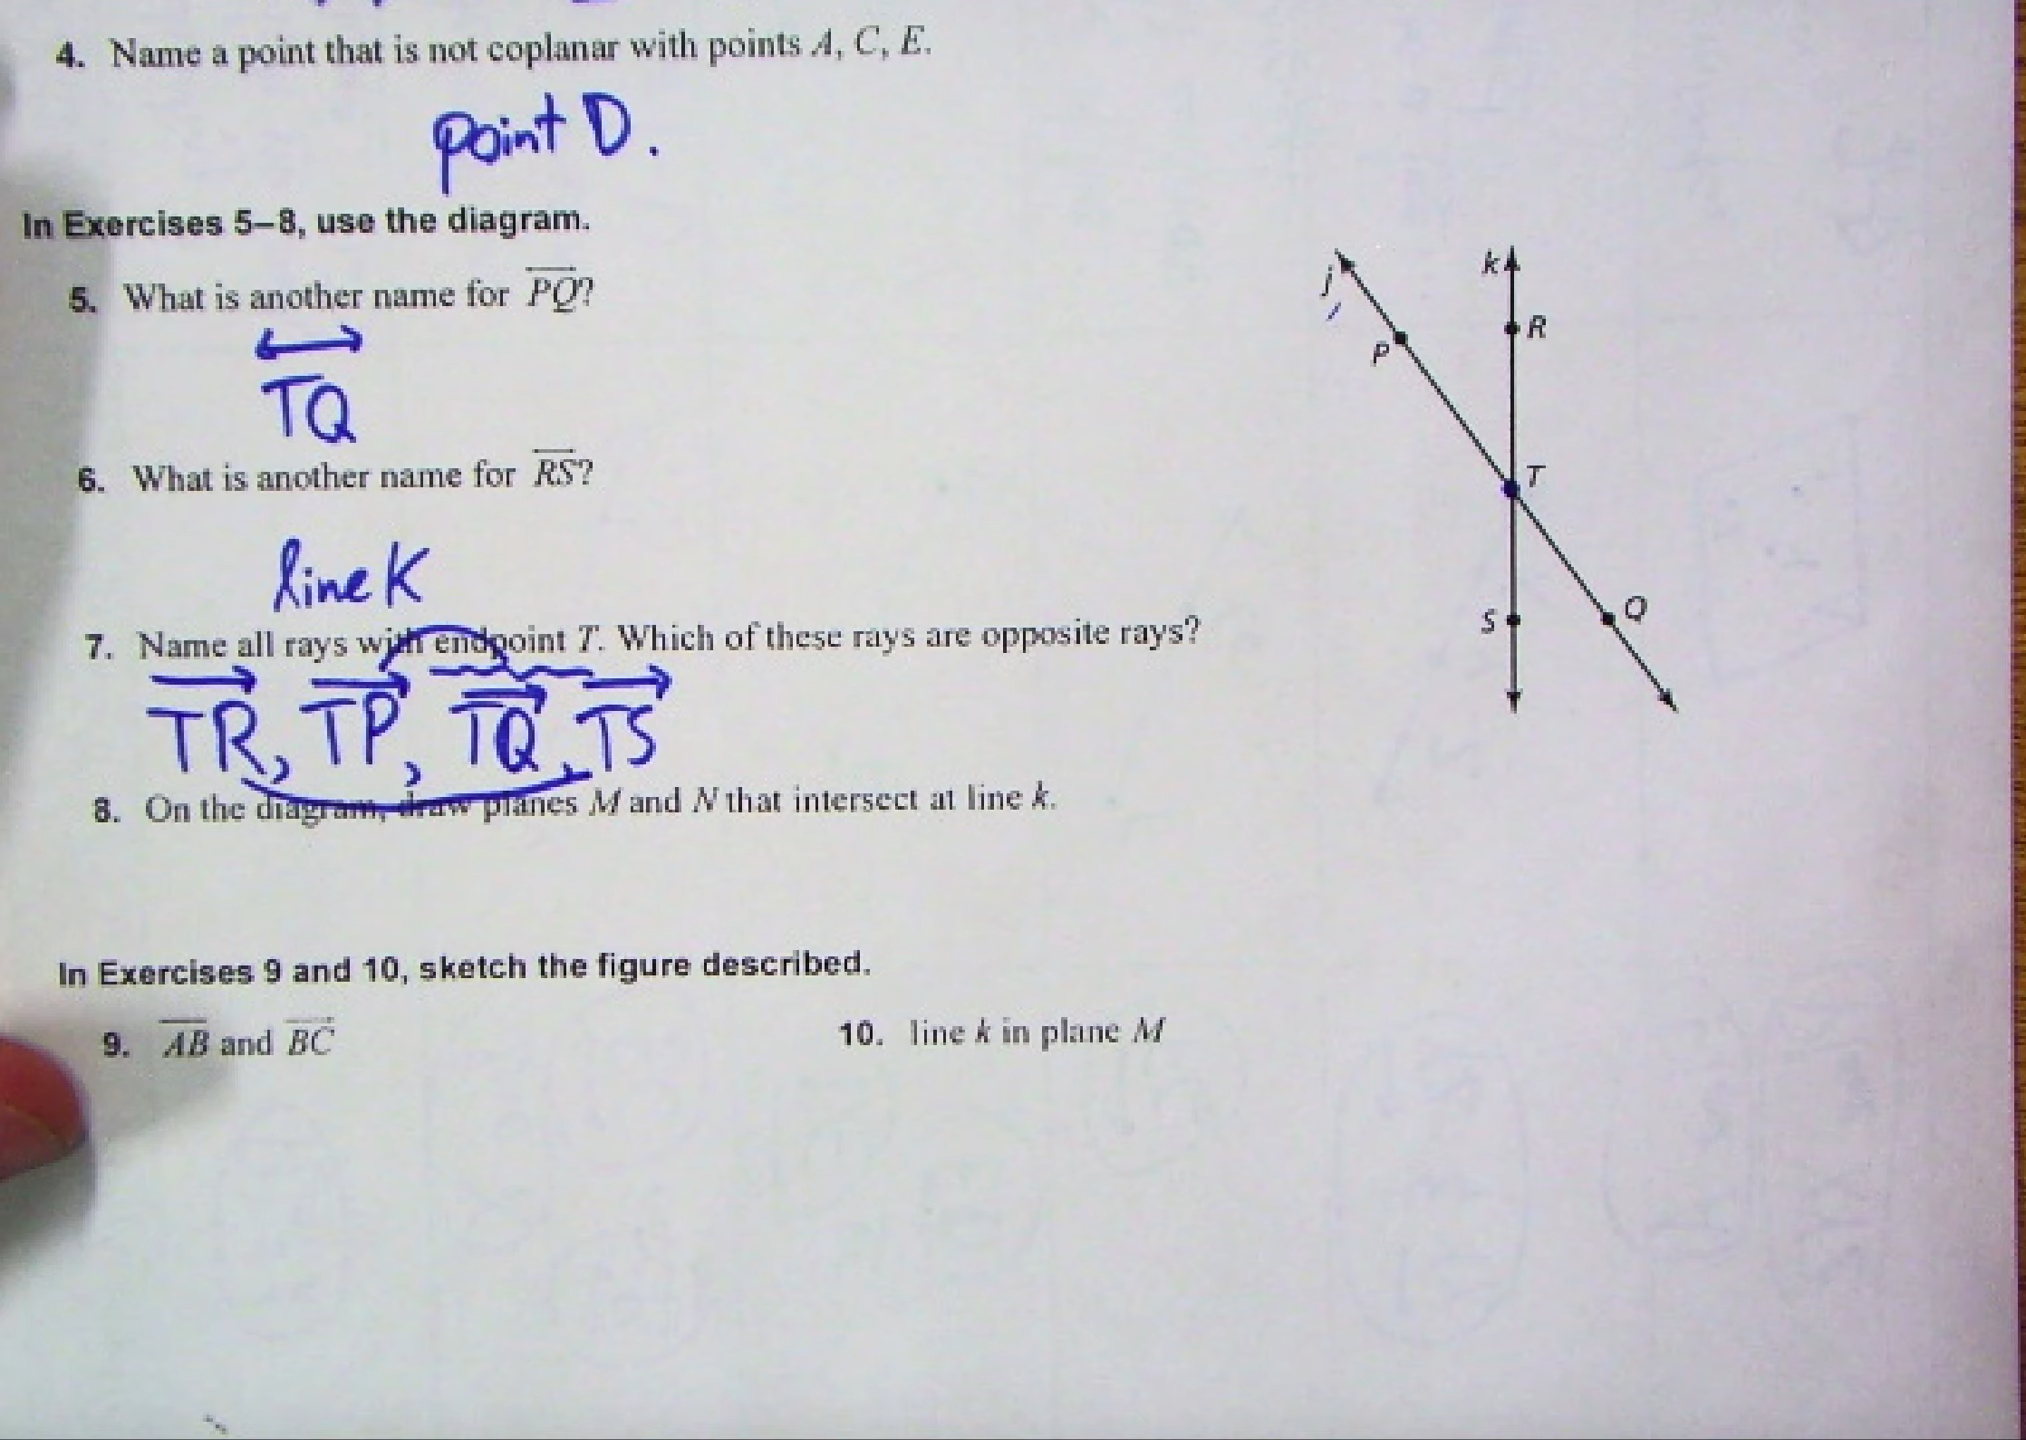 4. Name a point that is not coplanar with points A, C, E.
point D.
In Exercises 5–8, use the diagram.
5. What is another name for PQ?
TQ
6. What is another name for RS?
line K
7. Name all rays with endpoint T. Which of these rays are opposite rays?
TR, TP, TQ, TS
8. On the diagram, draw planes M and N that intersect at line k.
In Exercises 9 and 10, sketch the figure described.
9. AB and BC
10. line k in plane M
j
k
R
P
T
S
Q